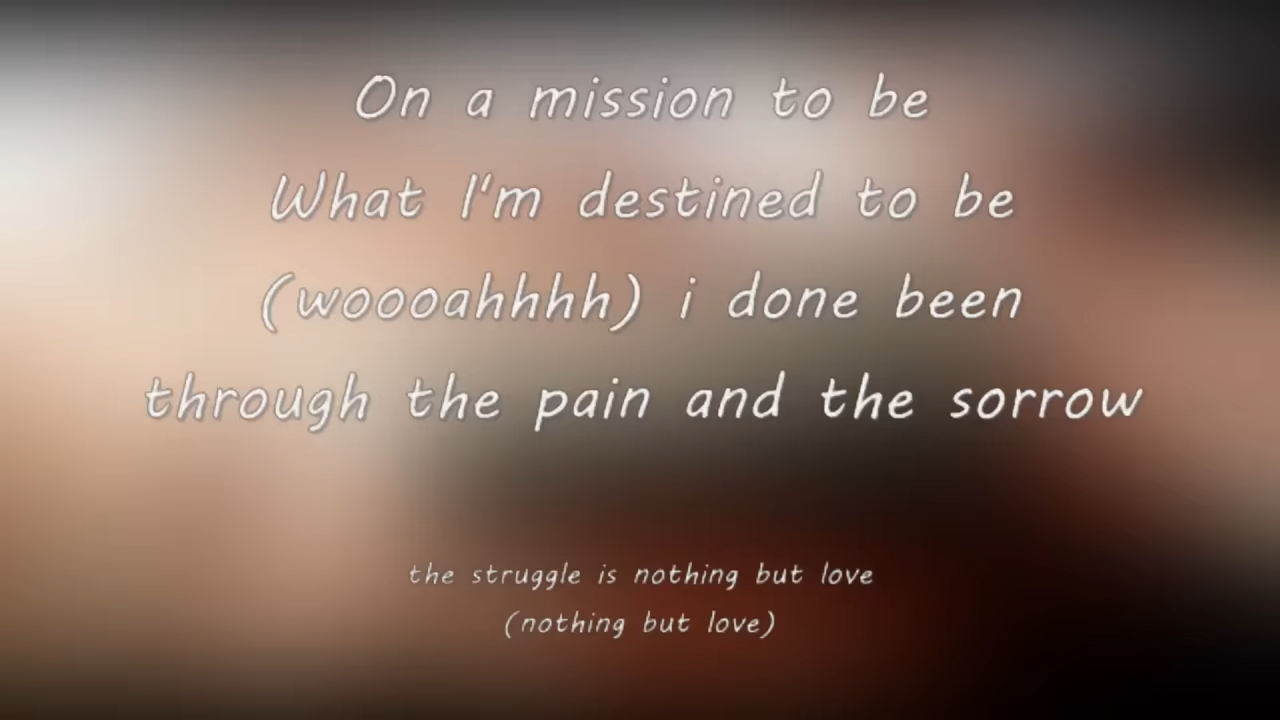 On a mission to be
What I'm destined to be
(woooahhhh) i done been
through the pain and the sorrow
the struggle is nothing but love
(nothing but love)